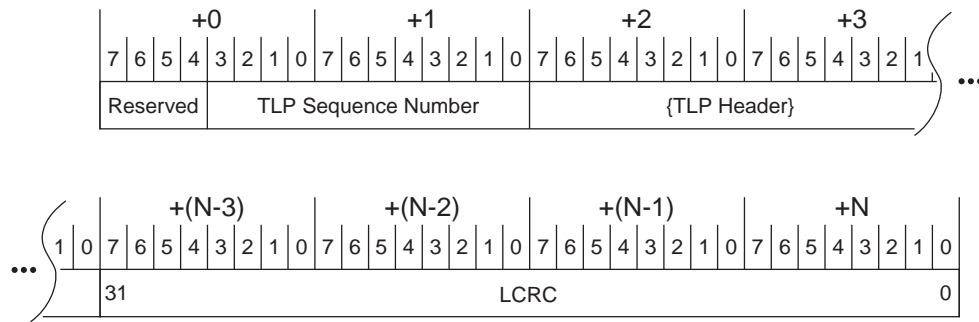 +0 +1 +2 +3
7 6 5 4 3 2 1 0 7 6 5 4 3 2 1 0 7 6 5 4 3 2 1 0 7 6 5 4 3 2 1 ...
Reserved TLP Sequence Number {TLP Header}
+(N-3) +(N-2) +(N-1) +N
... 1 0 7 6 5 4 3 2 1 0 7 6 5 4 3 2 1 0 7 6 5 4 3 2 1 0 7 6 5 4 3 2 1 0
31 LCRC 0